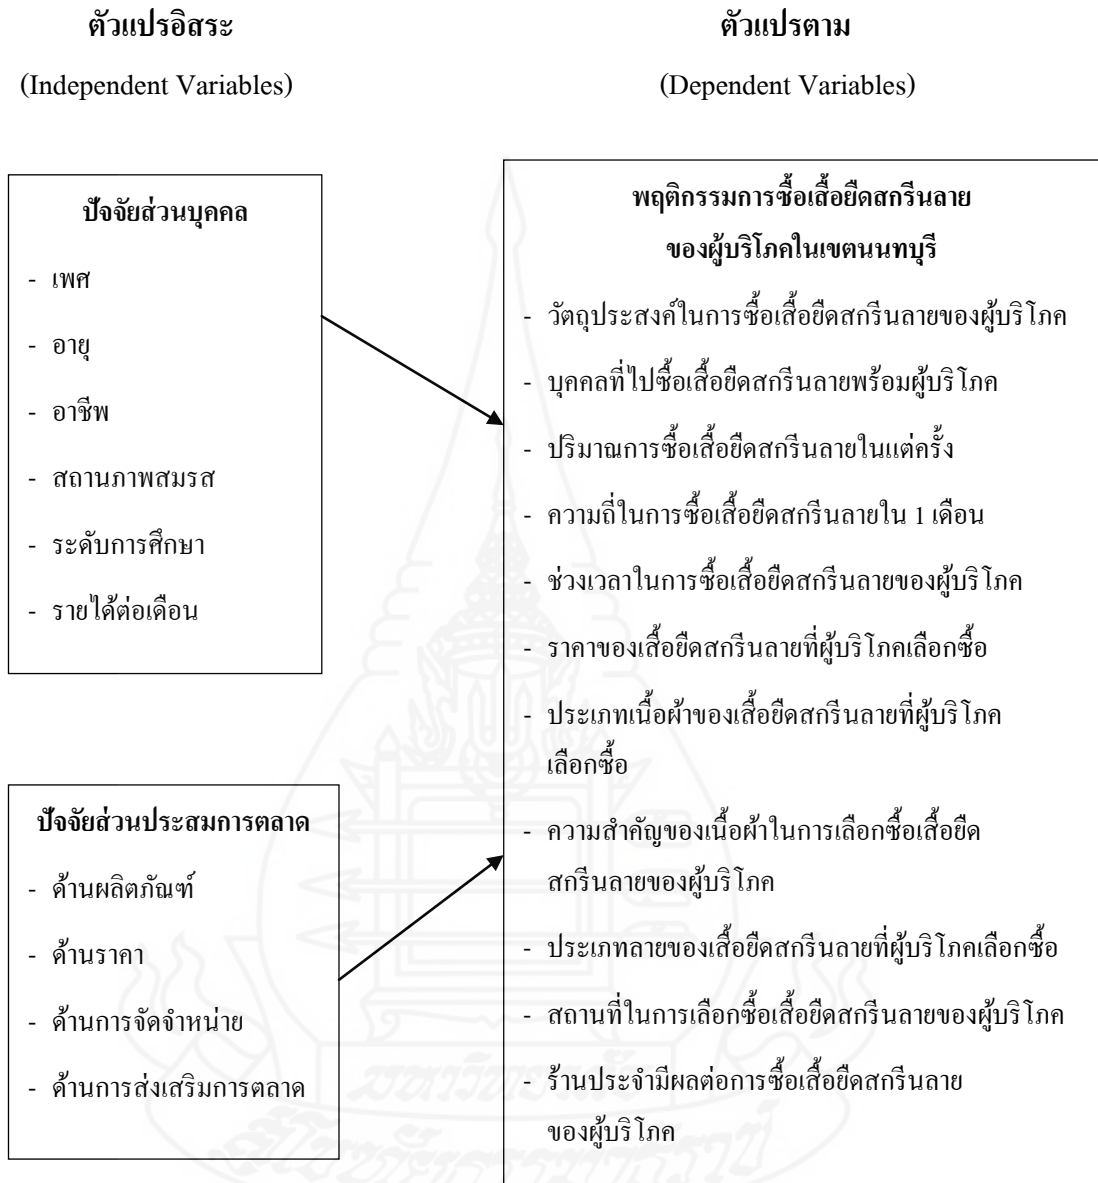 ตัวแปรอิสระ
(Independent Variables)
ตัวแปรตาม
(Dependent Variables)
ปัจจัยส่วนบุคคล
- เพศ
- อายุ
- อาชีพ
- สถานภาพสมรส
- ระดับการศึกษา
- รายได้ต่อเดือน
ปัจจัยส่วนประสมการตลาด
- ด้านผลิตภัณฑ์
- ด้านราคา
- ด้านการจัดจำหน่าย
- ด้านการส่งเสริมการตลาด
พฤติกรรมการซื้อเสื้อยืดสกรีนลาย
ของผู้บริโภคในเขตนนทบุรี
- วัตถุประสงค์ในการซื้อเสื้อยืดสกรีนลายของผู้บริโภค
- บุคคลที่ไปซื้อเสื้อยืดสกรีนลายพร้อมผู้บริโภค
- ปริมาณการซื้อเสื้อยืดสกรีนลายในแต่ครั้ง
- ความถี่ในการซื้อเสื้อยืดสกรีนลายใน 1 เดือน
- ช่วงเวลาในการซื้อเสื้อยืดสกรีนลายของผู้บริโภค
- ราคาของเสื้อยืดสกรีนลายที่ผู้บริโภคเลือกซื้อ
- ประเภทเนื้อผ้าของเสื้อยืดสกรีนลายที่ผู้บริโภค
เลือกซื้อ
- ความสำคัญของเนื้อผ้าในการเลือกซื้อเสื้อยืด
สกรีนลายของผู้บริโภค
- ประเภทลายของเสื้อยืดสกรีนลายที่ผู้บริโภคเลือกซื้อ
- สถานที่ในการเลือกซื้อเสื้อยืดสกรีนลายของผู้บริโภค
- ร้านประจำมีผลต่อการซื้อเสื้อยืดสกรีนลาย
ของผู้บริโภค
มหาวิทยาลัย
สุโขทัยธรรมาธิราช